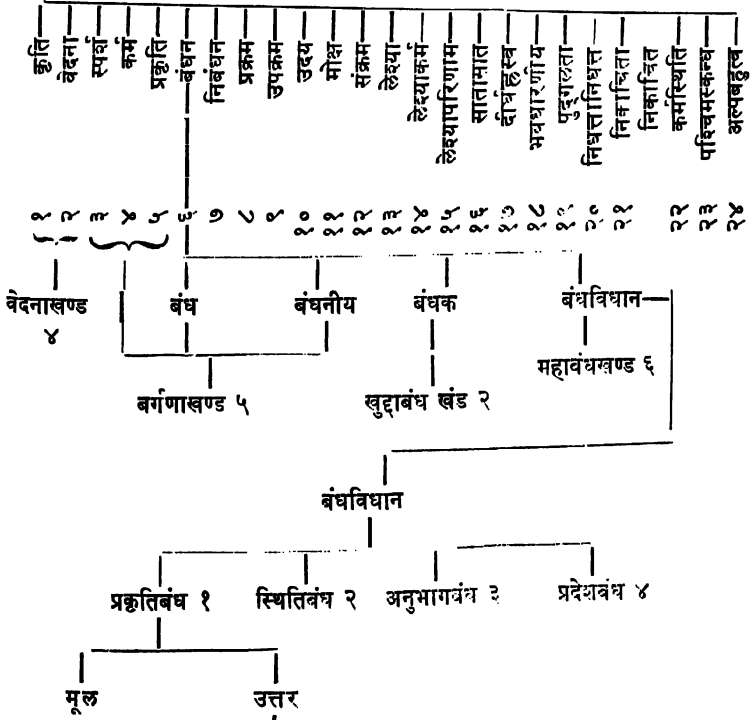 कृति
वेदना
स्पर्श
कर्म
प्रकृति
बंधन
निबंधन
प्रक्रम
उपक्रम
उदय
मोक्ष
संक्रम
लेश्या
लेश्याकर्म
लेश्यापरिणाम
सातामात
दीर्घह्रस्व
भवधारणीय
पुद्गलता
निधत्तानिधत्त
निकाचिता
निकाचित
कर्मस्थिति
पश्चिमस्कन्ध
अल्पबहुत्व
१ २ ३ ४ ५ ६ ७ ८ ९ १० ११ १२ १३ १४ १५ १६ १७ १८ १९ २० २१ २२ २३ २४
वेदनाखण्ड बंध बंधनीय बंधक बंधविधान
४
महाबंधखण्ड ६
बर्गणाखण्ड ५ खुद्दाबंध खंड २
बंधविधान
प्रकृतिबंध १ स्थितिबंध २ अनुभागबंध ३ प्रदेशबंध ४
मूल उत्तर